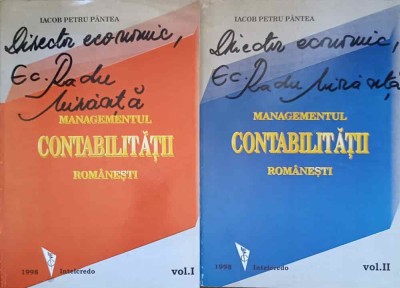 IACOB PETRU PÂNTEA
Director economic,
Ec. Radu
MANAGEMENTUL
CONTABILITĂȚII
ROMÂNEȘTI
1998
Intelcredo
vol.I
IACOB PETRU PÂNTEA
Director economic,
Ec. Radu
MANAGEMENTUL
CONTABILITĂȚII
ROMÂNEȘTI
1998
Intelcredo
vol.II